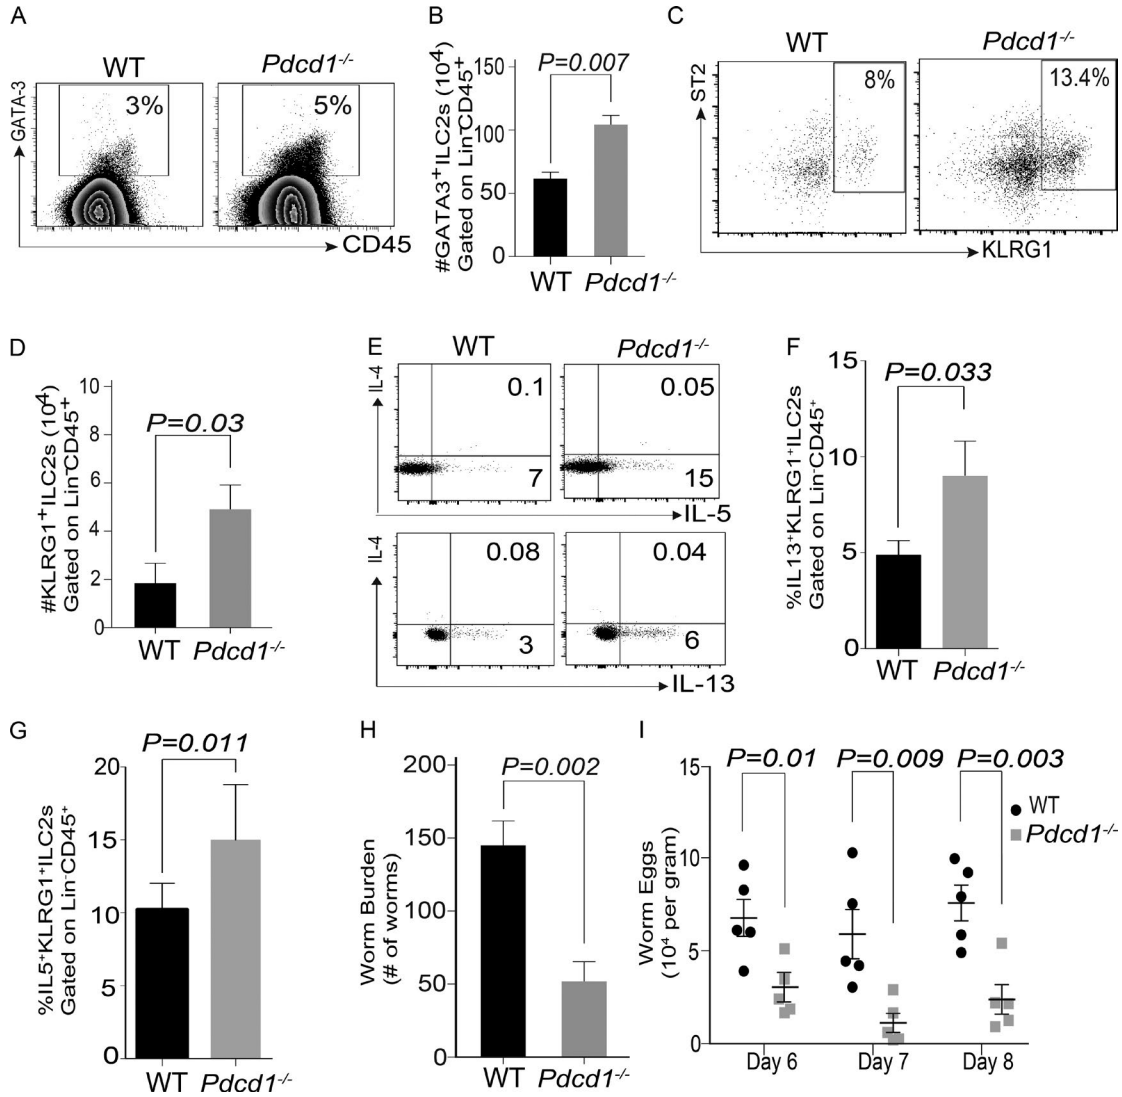 A
WT
Pdcd1-/-
GATA-3
3%
5%
CD45
B
#GATA3+ILC2s (10⁴)
Gated on Lin-CD45+
150
100
50
0
P=0.007
WT Pdcd1-/-
C
WT
Pdcd1-/-
ST2
8%
13.4%
KLRG1
D
#KLRG1+ILC2s (10⁴)
Gated on Lin-CD45+
10
8
6
4
2
0
P=0.03
WT Pdcd1-/-
E
WT
Pdcd1-/-
IL-4
0.1
7
0.05
15
IL-5
IL-4
0.08
3
0.04
6
IL-13
F
%IL13+KLRG1+ILC2s
Gated on Lin-CD45+
15
10
5
0
P=0.033
WT Pdcd1-/-
G
%IL5+KLRG1+ILC2s
Gated on Lin-CD45+
20
15
10
5
0
P=0.011
WT Pdcd1-/-
H
Worm Burden
(# of worms)
200
150
100
50
0
P=0.002
WT Pdcd1-/-
I
Worm Eggs
(10⁴ per gram)
15
10
5
0
P=0.01
P=0.009
P=0.003
WT
Pdcd1-/-
Day 6
Day 7
Day 8